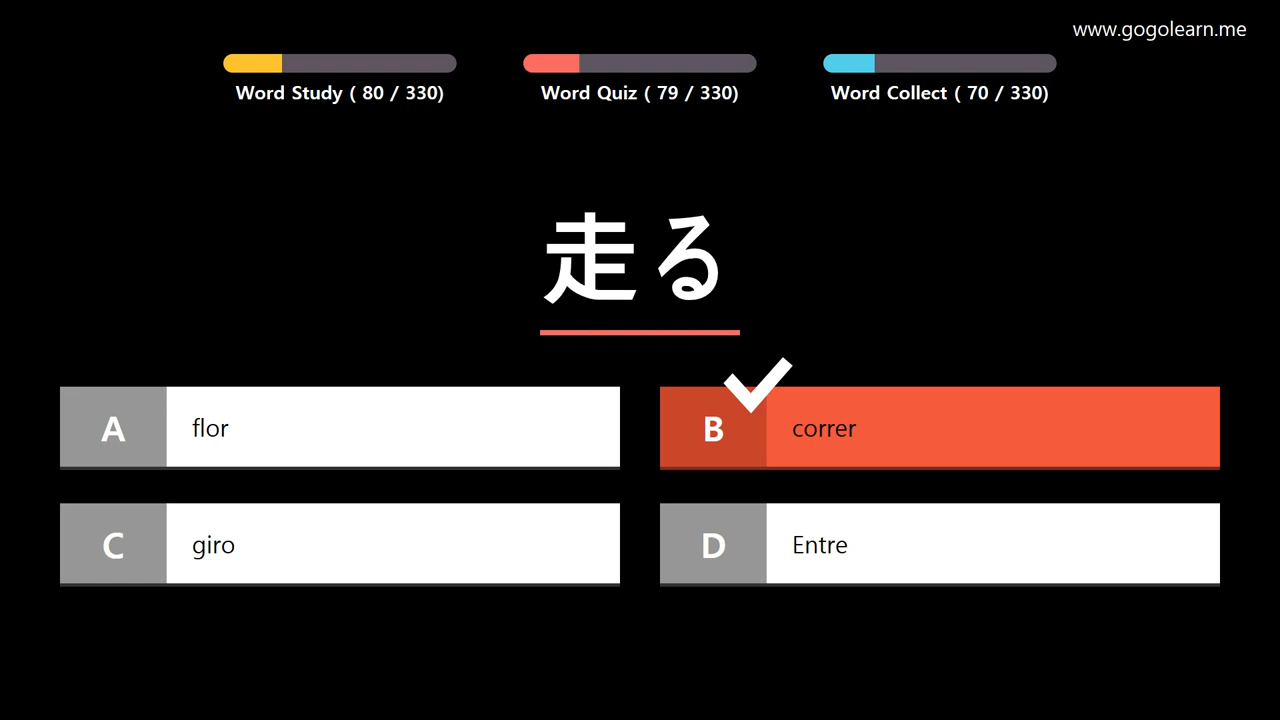 www.gogolearn.me
Word Study ( 80 / 330)
Word Quiz ( 79 / 330)
Word Collect ( 70 / 330)
走る
A flor
B correr
C giro
D Entre